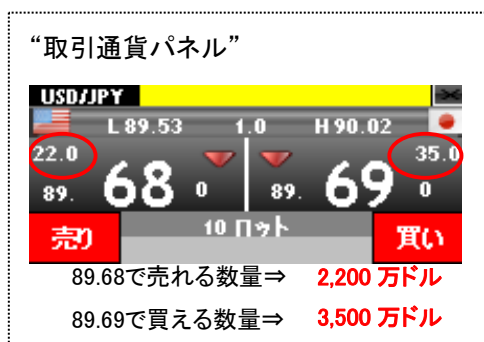 “取引通貨パネル”
USD/JPY
L 89.53 1.0 H 90.02
22.0 35.0
89. 68 0 89. 69 0
売り 10 ロット 買い
89.68で売れる数量⇒ 2,200 万ドル
89.69で買える数量⇒ 3,500 万ドル